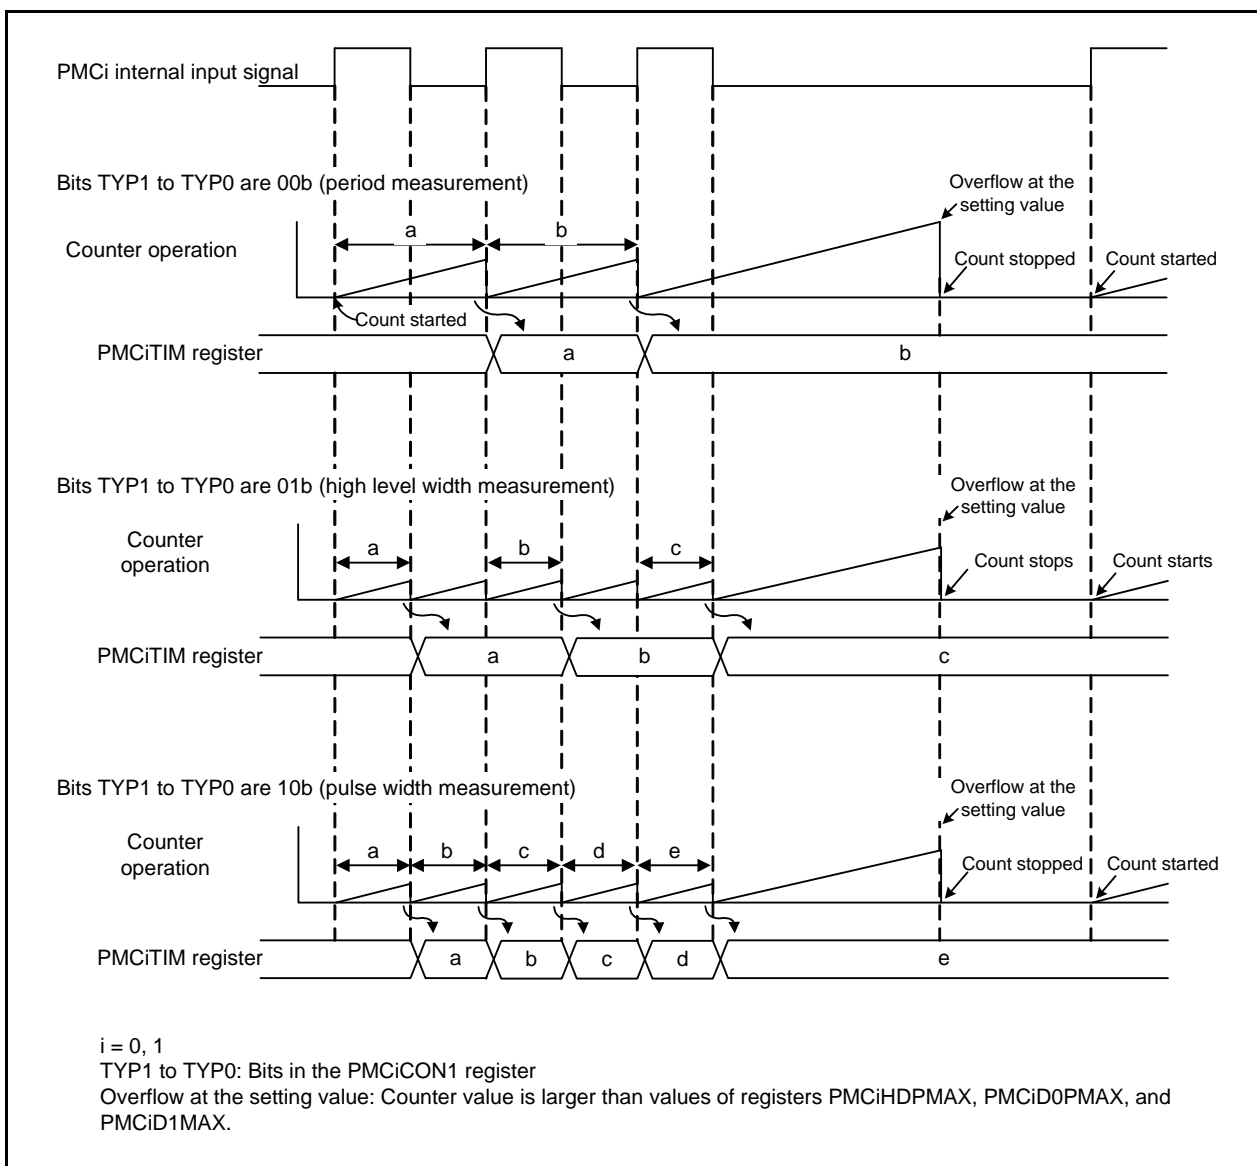 PMCi internal input signal
Bits TYP1 to TYP0 are 00b (period measurement)
Overflow at the
setting value
a
b
Counter operation
Count stopped
Count started
Count started
PMCiTIM register
a
b
Bits TYP1 to TYP0 are 01b (high level width measurement)
Overflow at the
setting value
Counter
operation
a
b
c
Count stops
Count starts
PMCiTIM register
a
b
c
Bits TYP1 to TYP0 are 10b (pulse width measurement)
Overflow at the
setting value
Counter
operation
a
b
c
d
e
Count stopped
Count started
PMCiTIM register
a
b
c
d
e
i = 0, 1
TYP1 to TYP0: Bits in the PMCiCON1 register
Overflow at the setting value: Counter value is larger than values of registers PMCiHDPMAX, PMCiD0PMAX, and
PMCiD1MAX.